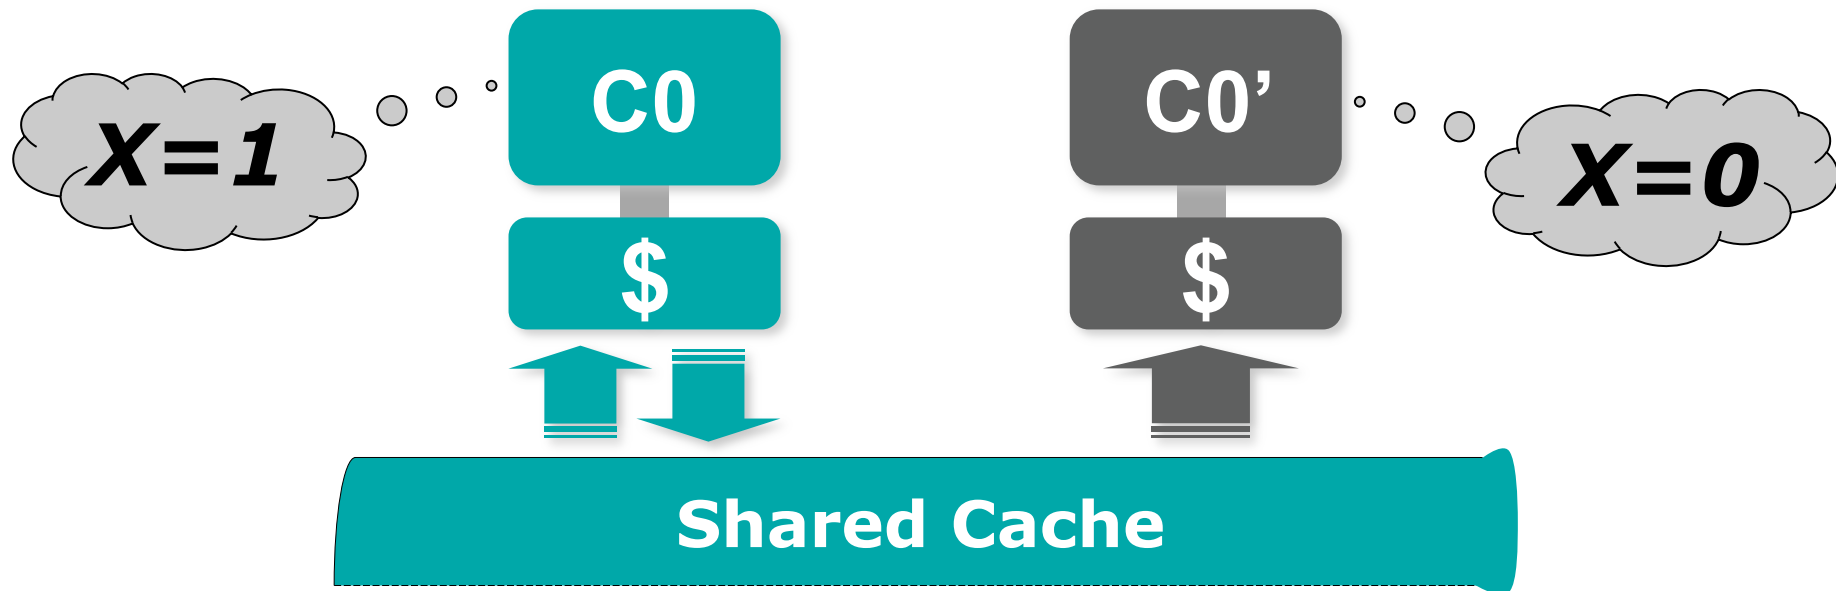 C0
C0’
X=1
X=0
$
$
Shared Cache